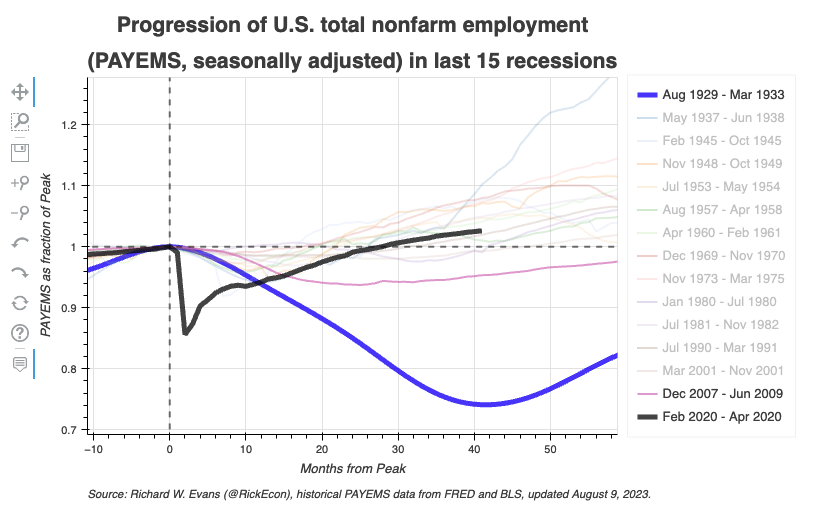 Progression of U.S. total nonfarm employment
(PAYEMS, seasonally adjusted) in last 15 recessions
PAYEMS as fraction of Peak
1.2
1.1
1
0.9
0.8
0.7
−10
0
10
20
30
40
50
Months from Peak
Aug 1929 - Mar 1933
May 1937 - Jun 1938
Feb 1945 - Oct 1945
Nov 1948 - Oct 1949
Jul 1953 - May 1954
Aug 1957 - Apr 1958
Apr 1960 - Feb 1961
Dec 1969 - Nov 1970
Nov 1973 - Mar 1975
Jan 1980 - Jul 1980
Jul 1981 - Nov 1982
Jul 1990 - Mar 1991
Mar 2001 - Nov 2001
Dec 2007 - Jun 2009
Feb 2020 - Apr 2020
Source: Richard W. Evans (@RickEcon), historical PAYEMS data from FRED and BLS, updated August 9, 2023.